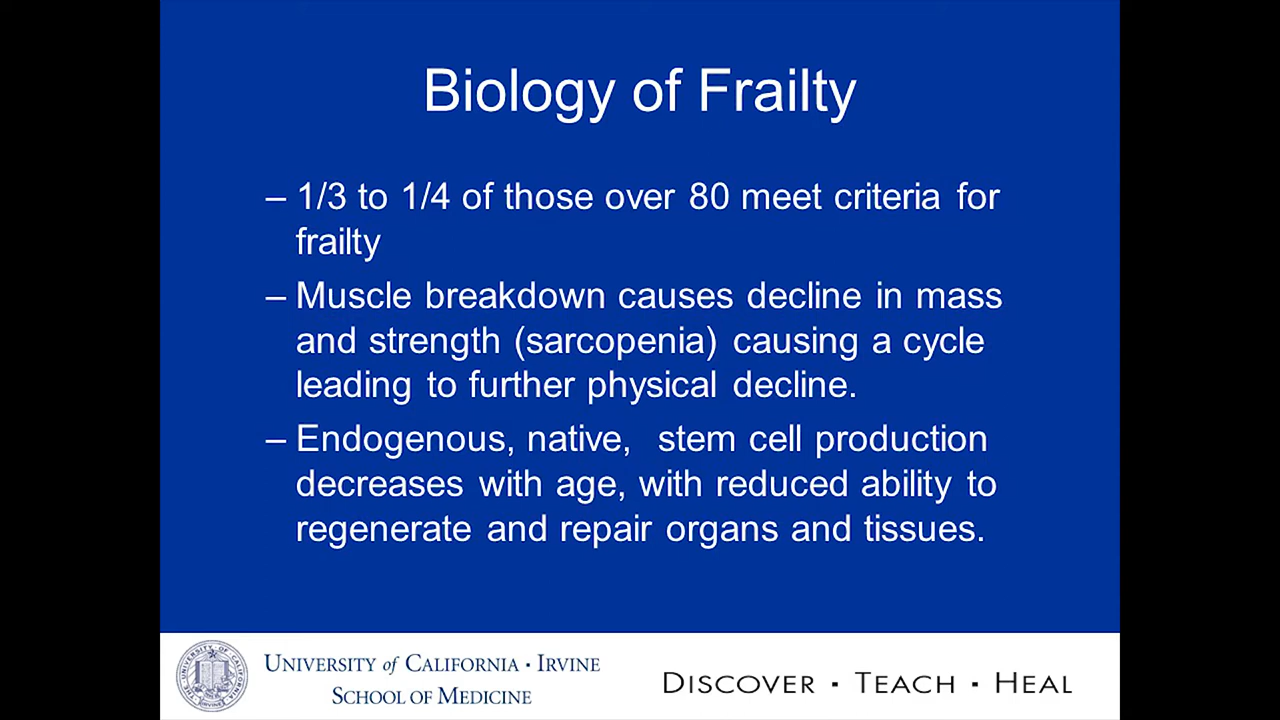 Biology of Frailty
– 1/3 to 1/4 of those over 80 meet criteria for
frailty
– Muscle breakdown causes decline in mass
and strength (sarcopenia) causing a cycle
leading to further physical decline.
– Endogenous, native,  stem cell production
decreases with age, with reduced ability to
regenerate and repair organs and tissues.
UNIVERSITY of CALIFORNIA · IRVINE
SCHOOL OF MEDICINE
DISCOVER · TEACH · HEAL